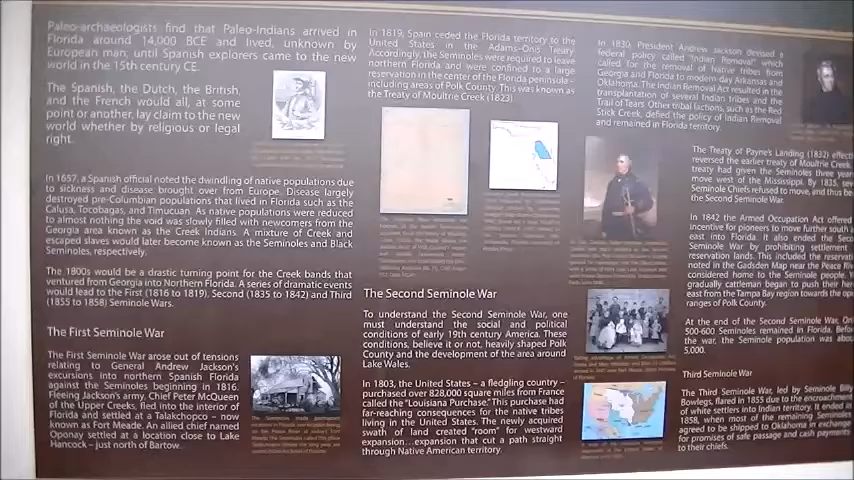 Paleo-archaeologists find that Paleo-Indians arrived in
Florida around 14,000 BCE and lived, unknown by
European man, until Spanish explorers came to the new
world in the 15th century CE.
The Spanish, the Dutch, the British,
and the French would all, at some
point or another, lay claim to the new
world whether by religious or legal
right.
In 1657, a Spanish official noted the dwindling of native populations due
to sickness and disease brought over from Europe. Disease largely
destroyed pre-Columbian populations that lived in Florida such as the
Calusa, Tocobagas, and Timucuan. As native populations were reduced
to almost nothing the void was slowly filled with newcomers from the
Georgia area known as the Creek Indians. A mixture of Creek and
escaped slaves would later become known as the Seminoles and Black
Seminoles, respectively.
The 1800s would be a drastic turning point for the Creek bands that
ventured from Georgia into Northern Florida. A series of dramatic events
would lead to the First (1816 to 1819), Second (1835 to 1842) and Third
(1855 to 1858) Seminole Wars.
The First Seminole War
The First Seminole War arose out of tensions
relating to General Andrew Jackson's
excursions into northern Spanish Florida
against the Seminoles beginning in 1816.
Fleeing Jackson's army, Chief Peter McQueen
of the Upper Creeks, fled into the interior of
Florida and settled at Talakchopco – now
known as Fort Meade. An allied chief named
Oponay settled at a location close to Lake
Hancock – just north of Bartow.
In 1819, Spain ceded the Florida territory to the
United States in the Adams-Onis Treaty.
Accordingly, the Seminoles were required to leave
northern Florida and were confined to a large
reservation in the center of the Florida peninsula –
including areas of Polk County. This was known as
the Treaty of Moultrie Creek (1823)
The Second Seminole War
To understand the Second Seminole War, one
must understand the social and political
conditions of early 19th century America. These
conditions, believe it or not, heavily shaped Polk
County and the development of the area around
Lake Wales.
In 1803, the United States – a fledgling country –
purchased over 828,000 square miles from France
called the "Louisiana Purchase." This purchase had
far-reaching consequences for the native tribes
living in the United States. The newly acquired
swath of land created "room" for westward
expansion...expansion that cut a path straight
through Native American territory.
In 1830, President Andrew Jackson devised a
federal policy called "Indian Removal" which
called for the removal of Native tribes from
Georgia and Florida to modern-day Arkansas and
Oklahoma. The Indian Removal Act resulted in the
transplantation of several Indian tribes and the
Trail of Tears. Other tribal factions, such as the Red
Stick Creek, defied the policy of Indian Removal
and remained in Florida territory.
The Treaty of Payne's Landing (1832) effecti
reversed the earlier treaty of Moultrie Creek.
treaty had given the Seminoles three years
move west of the Mississippi. By 1835, sev
Seminole Chiefs refused to move, and thus be
the Second Seminole War.
In 1842 the Armed Occupation Act offered
incentive for pioneers to move further south a
east into Florida. It also ended the Seco
Seminole War by prohibiting settlement
reservation lands. This included the reservati
noted in the Gadsden Map near the Peace Riv
considered home to the Seminole people.
gradually cattlemen began to push their he
east from the Tampa Bay region towards the op
ranges of Polk County.
At the end of the Second Seminole War, On
500-600 Seminoles remained in Florida. Befor
the war, the Seminole population was abou
5,000.
Third Seminole War
The Third Seminole War, led by Seminole Billy
Bowlegs, flared in 1855 due to the encroachment
of white settlers into Indian territory. It ended in
1858, when most of the remaining Seminoles
agreed to be shipped to Oklahoma in exchange
for promises of safe passage and cash payments
to their chiefs.